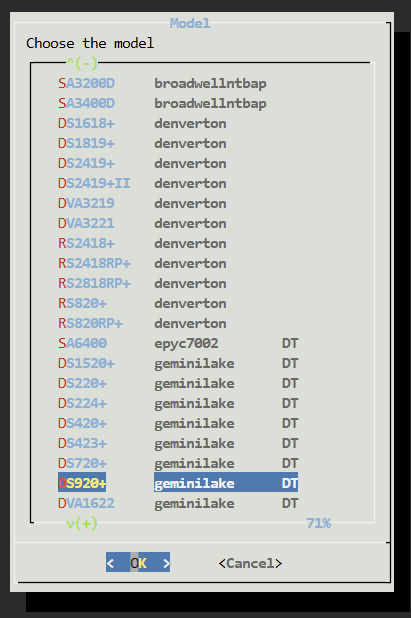 Model
Choose the model
^(-)
SA3200D broadwellntbap
SA3400D broadwellntbap
DS1618+ denverton
DS1819+ denverton
DS2419+ denverton
DS2419+II denverton
DVA3219 denverton
DVA3221 denverton
RS2418+ denverton
RS2418RP+ denverton
RS2818RP+ denverton
RS820+ denverton
RS820RP+ denverton
SA6400 epyc7002 DT
DS1520+ geminilake DT
DS220+ geminilake DT
DS224+ geminilake DT
DS420+ geminilake DT
DS423+ geminilake DT
DS720+ geminilake DT
DS920+ geminilake DT
DVA1622 geminilake DT
v(+) 71%
< OK > <Cancel>